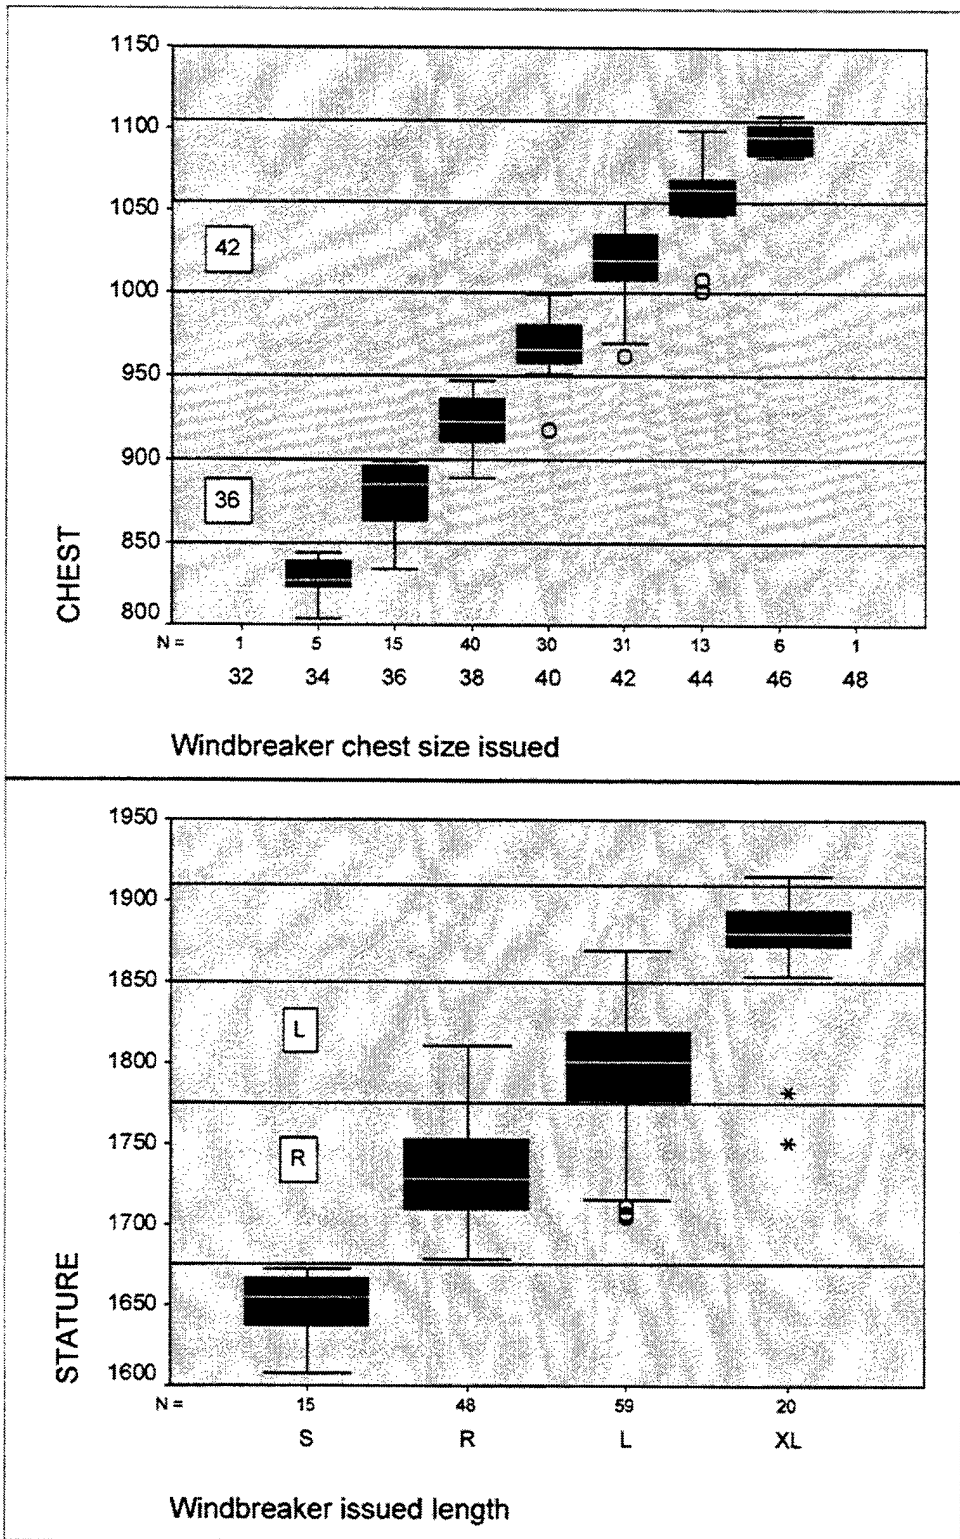 1150
1100
1050
42
1000
950
900
36
850
800
CHEST
N = 1 5 15 40 30 31 13 6 1
32 34 36 38 40 42 44 46 48
Windbreaker chest size issued
1950
1900
1850
L
1800
1750
R
1700
1650
1600
STATURE
N = 15 48 59 20
S R L XL
Windbreaker issued length